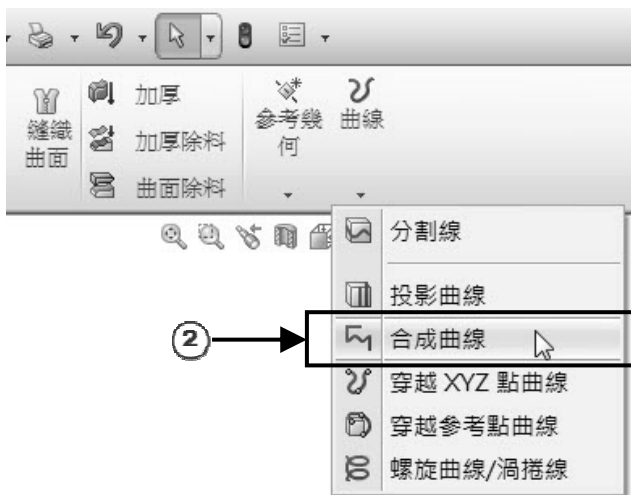 縫織
曲面
加厚
加厚除料
曲面除料
參考幾
何
曲線
分割線
投影曲線
2
合成曲線
穿越 XYZ 點曲線
穿越參考點曲線
螺旋曲線/渦捲線